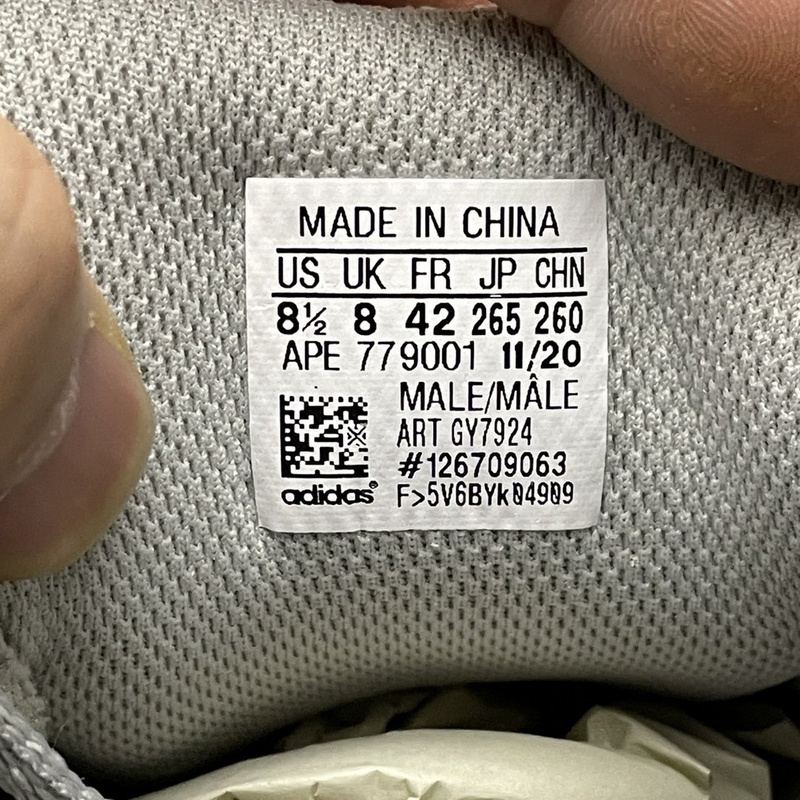 MADE IN CHINA
US UK FR JP CHN
8½ 8 42 265 260
APE 779001 11/20
MALE/MÂLE
ART GY7924
#126709063
adidas® F>5V6BYk04909